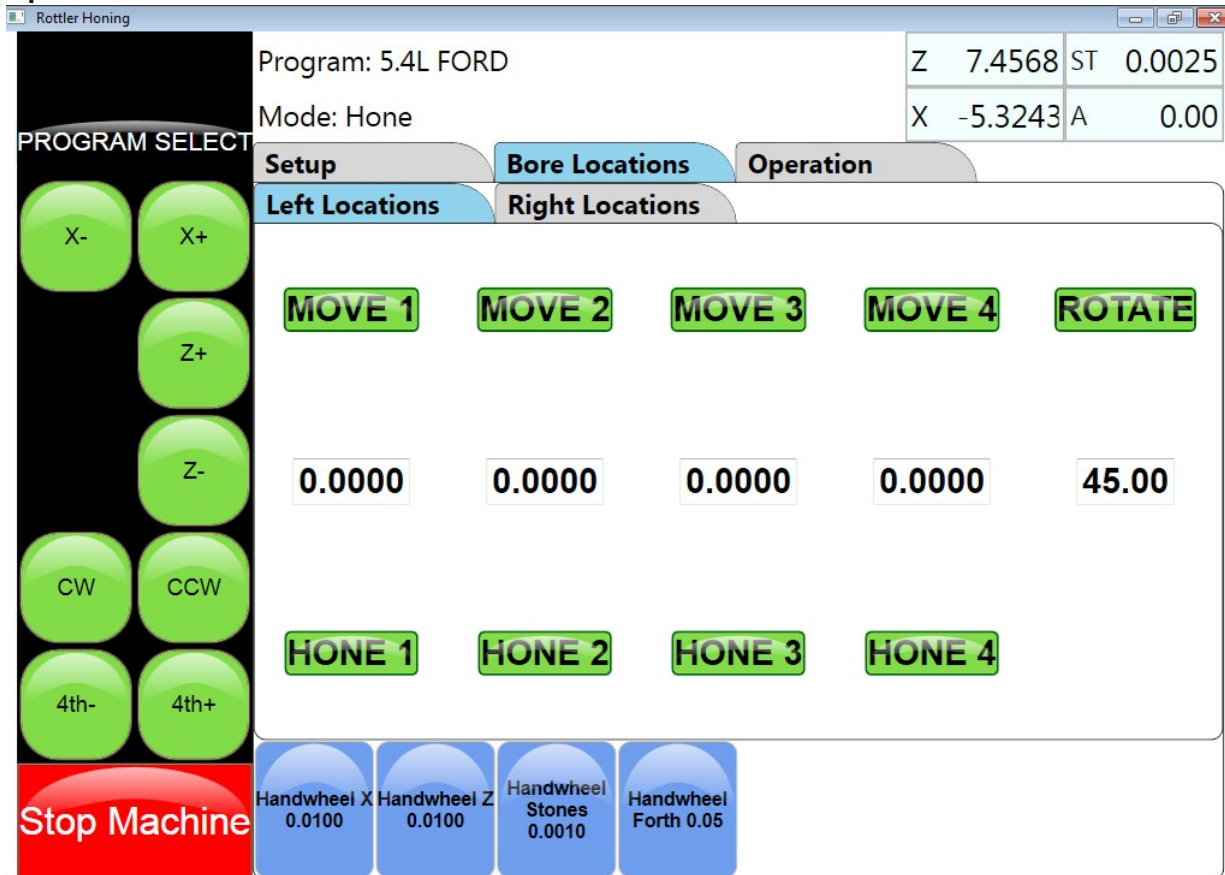 Rottler Honing
Program: 5.4L FORD
Z 7.4568 ST 0.0025
Mode: Hone
X -5.3243 A 0.00
PROGRAM SELECT
Setup Bore Locations Operation
Left Locations Right Locations
X- X+
MOVE 1 MOVE 2 MOVE 3 MOVE 4 ROTATE
Z+
Z-
0.0000 0.0000 0.0000 0.0000 45.00
CW CCW
HONE 1 HONE 2 HONE 3 HONE 4
4th- 4th+
Stop Machine
Handwheel X
0.0100
Handwheel Z
0.0100
Handwheel
Stones
0.0010
Handwheel
Forth 0.05